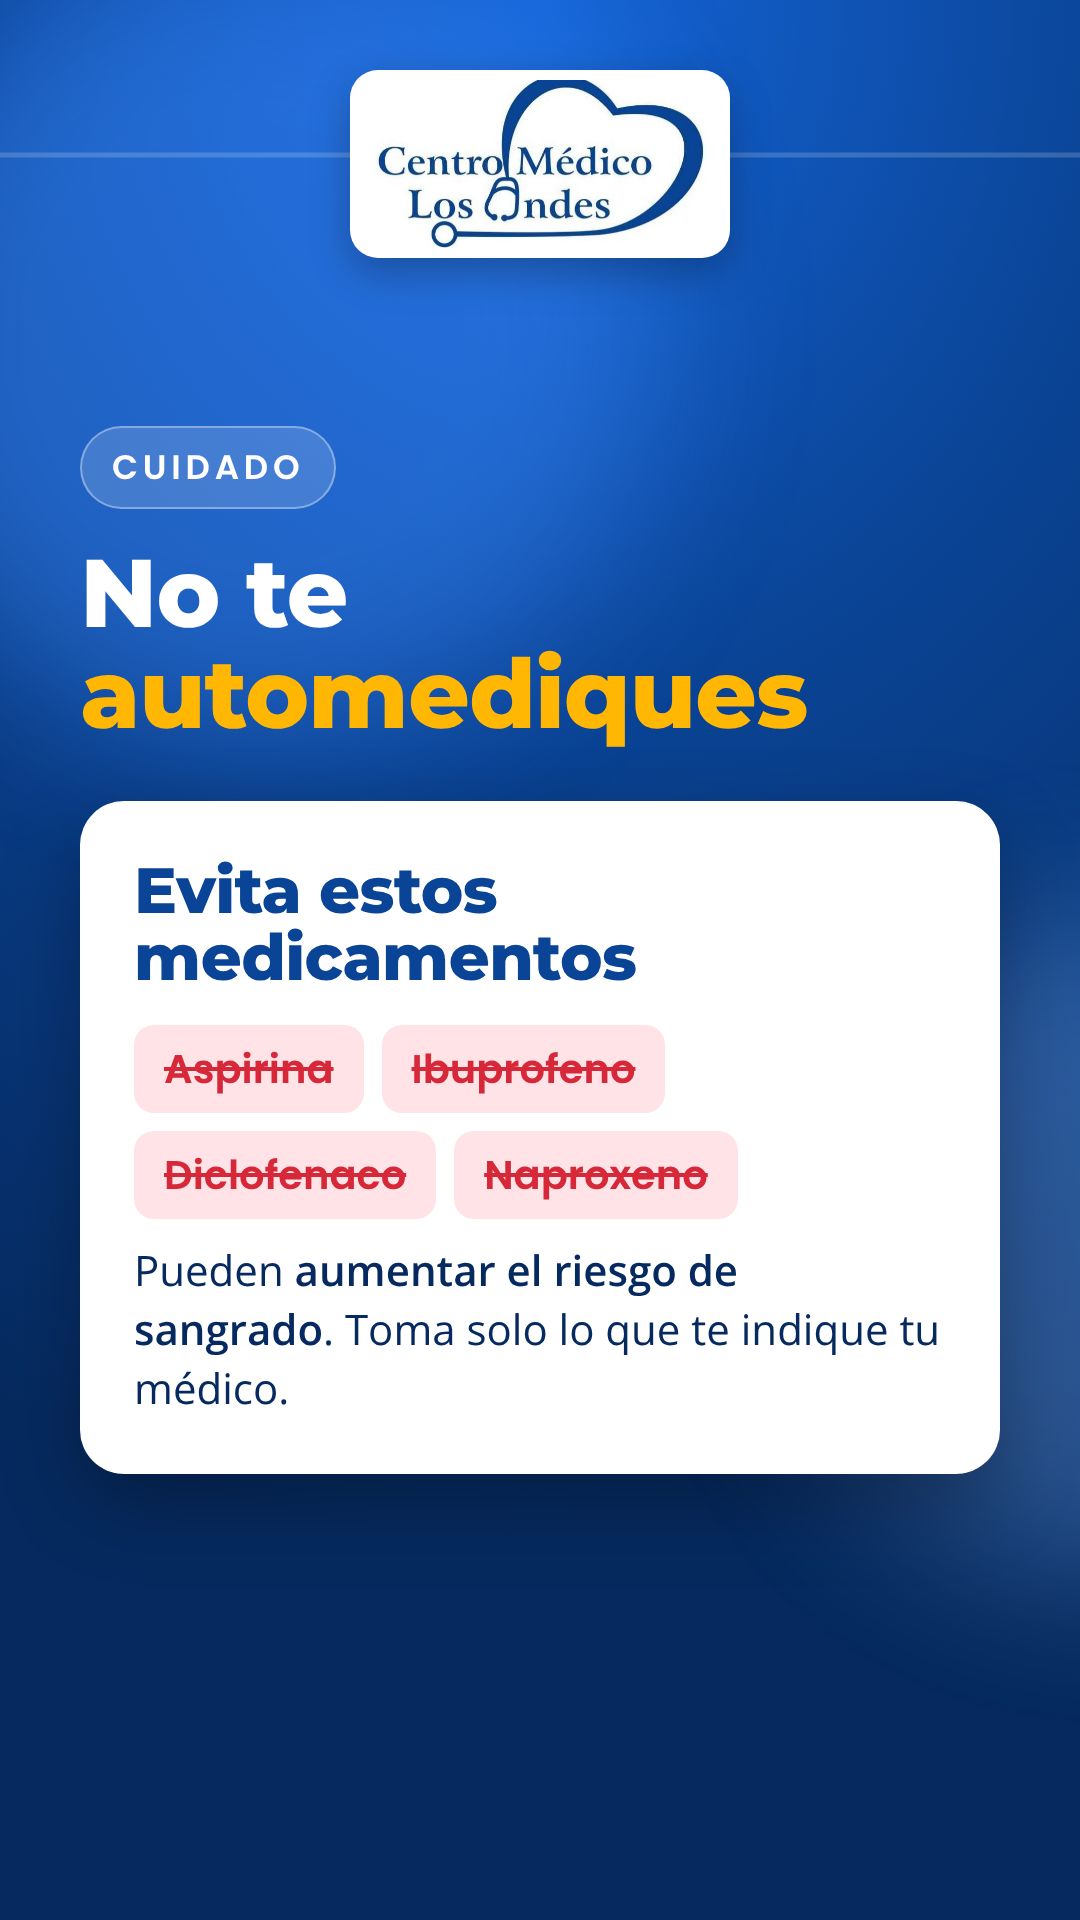 Centro Médico
Los Andes
CUIDADO
No te
automediques
Evita estos
medicamentos
Aspirina Ibuprofeno
Diclofenaco Naproxeno
Pueden aumentar el riesgo de
sangrado. Toma solo lo que te indique tu
médico.